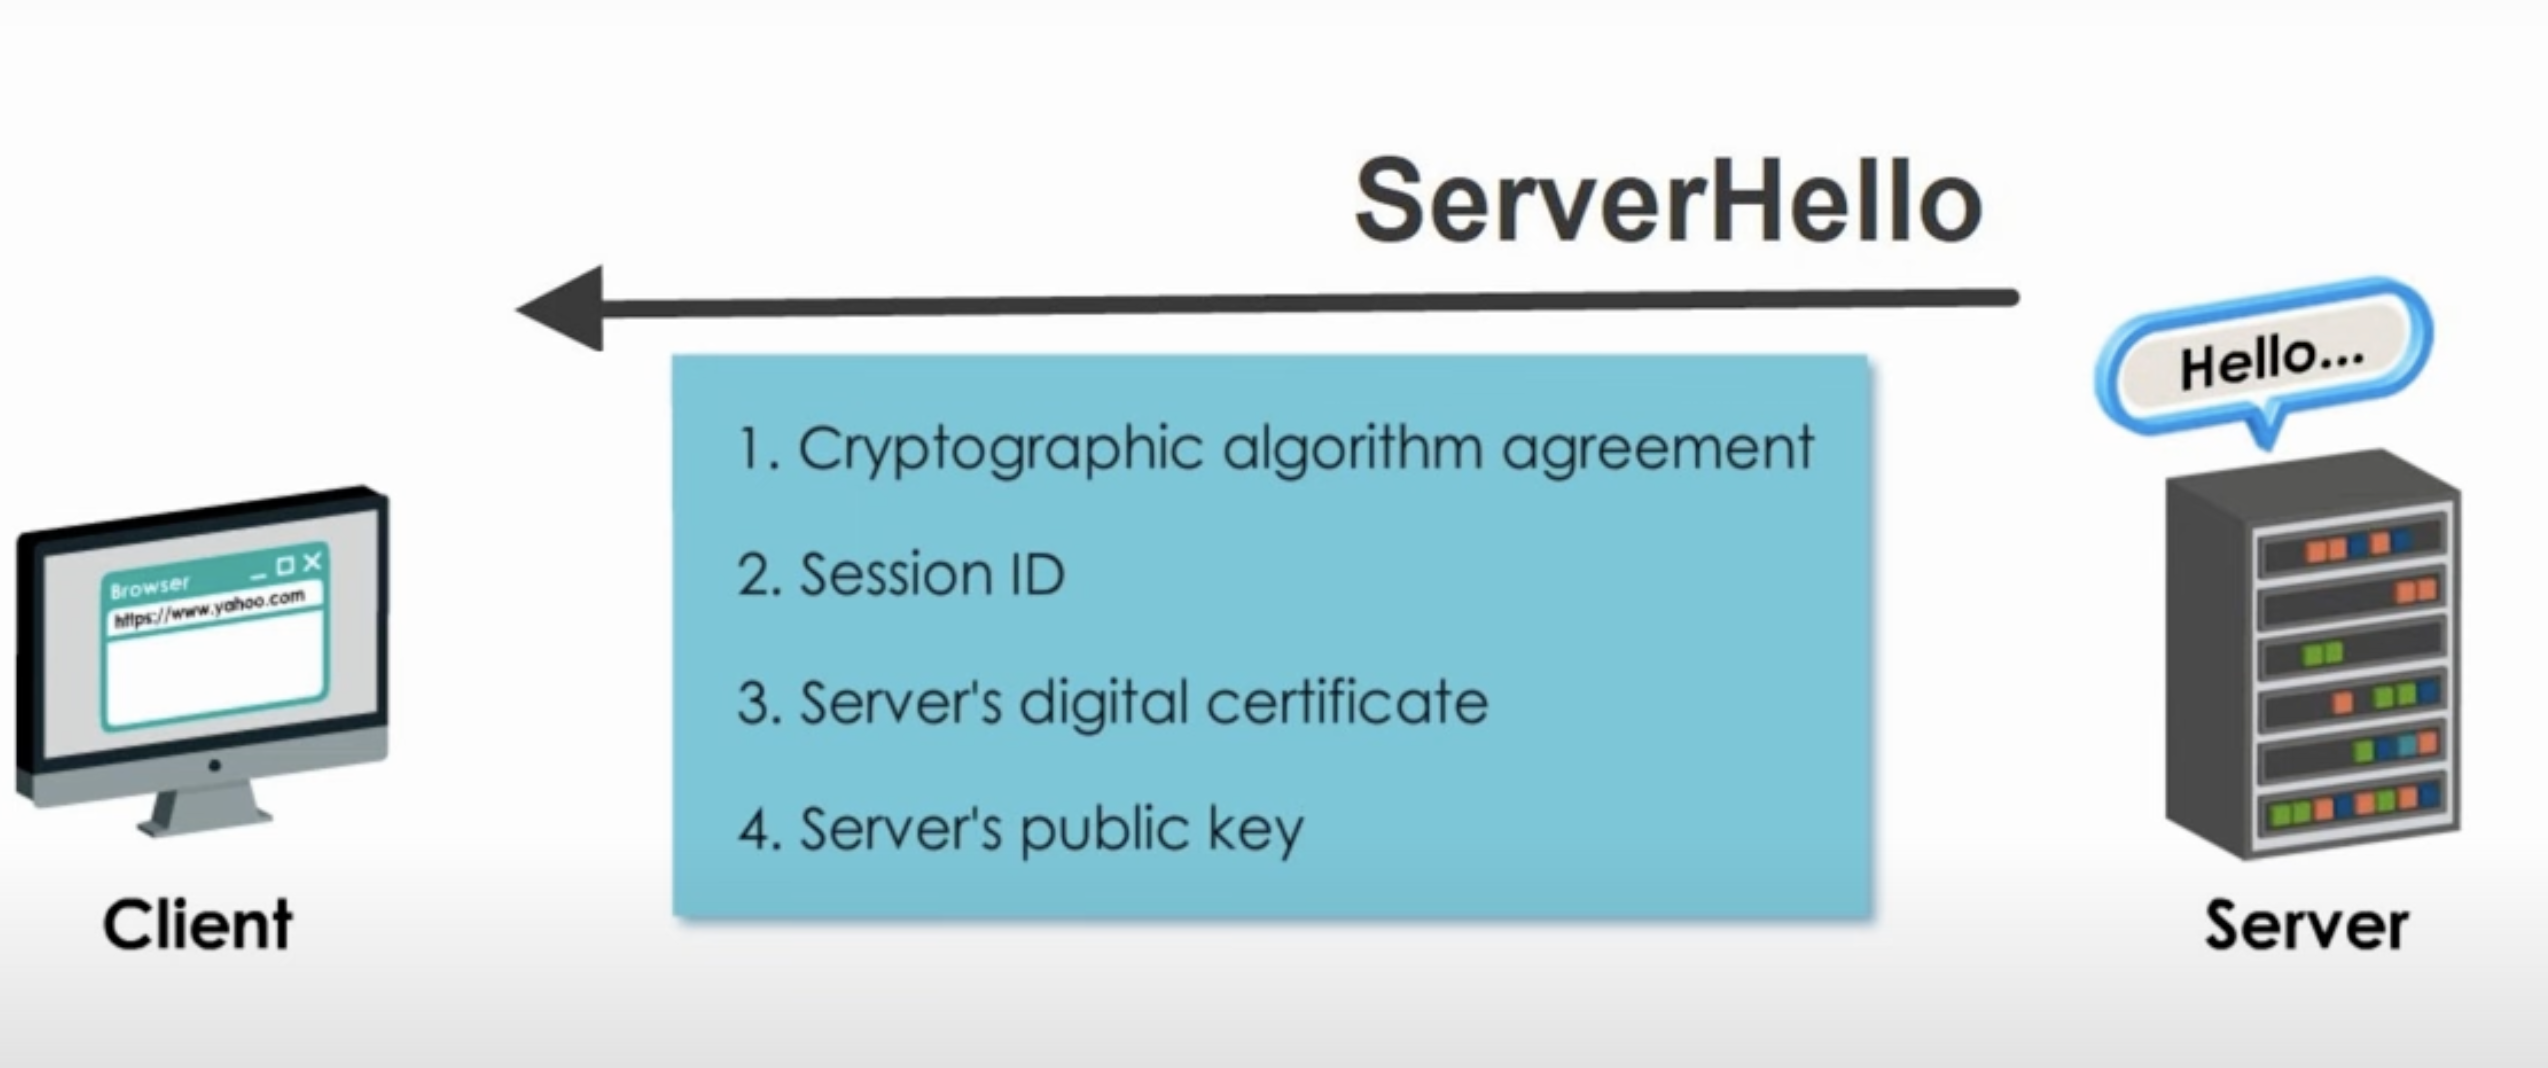 ServerHello
Hello...
1. Cryptographic algorithm agreement
2. Session ID
3. Server's digital certificate
4. Server's public key
Browser
https://www.yahoo.com
Client
Server